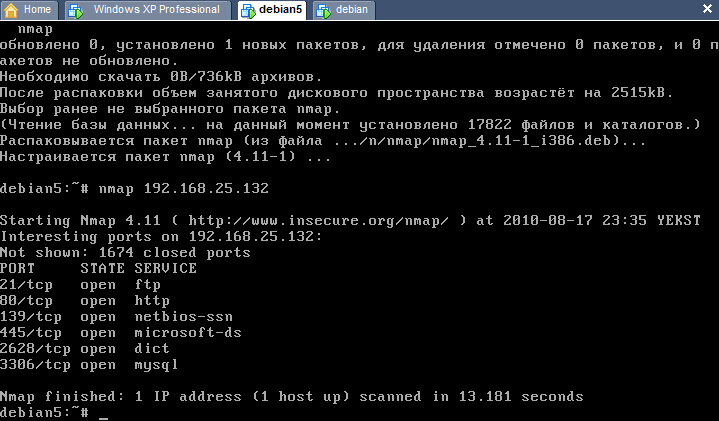 Home Windows XP Professional debian5 debian
nmap
обновлено 0, установлено 1 новых пакетов, для удаления отмечено 0 пакетов, и 0 п
акетов не обновлено.
Необходимо скачать 0B/736kB архивов.
После распаковки объем занятого дискового пространства возрастёт на 2515kB.
Выбор ранее не выбранного пакета nmap.
(Чтение базы данных... на данный момент установлено 17822 файлов и каталогов.)
Распаковывается пакет nmap (из файла .../n/nmap/nmap_4.11-1_i386.deb)...
Настраивается пакет nmap (4.11-1) ...
debian5:~# nmap 192.168.25.132
Starting Nmap 4.11 ( http://www.insecure.org/nmap/ ) at 2010-08-17 23:35 YEKST
Interesting ports on 192.168.25.132:
Not shown: 1674 closed ports
PORT STATE SERVICE
21/tcp open ftp
80/tcp open http
139/tcp open netbios-ssn
445/tcp open microsoft-ds
2628/tcp open dict
3306/tcp open mysql
Nmap finished: 1 IP address (1 host up) scanned in 13.181 seconds
debian5:~# _